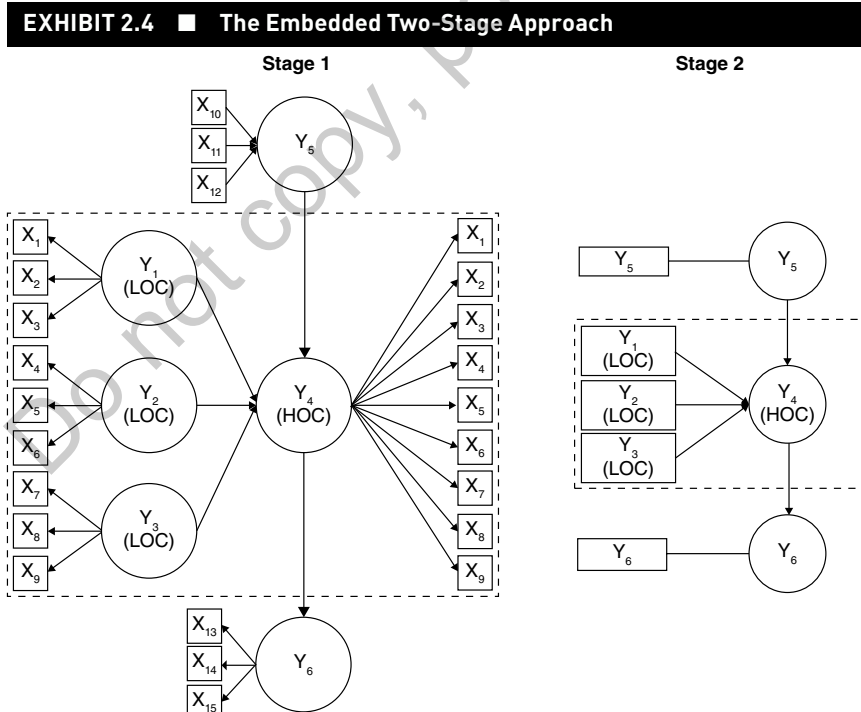 EXHIBIT 2.4 ■ The Embedded Two-Stage Approach
Stage 1
Stage 2
X10
X11
X12
Y5
X1
X2
X3
X4
X5
X6
X7
X8
X9
Y1
(LOC)
Y2
(LOC)
Y3
(LOC)
Y4
(HOC)
X1
X2
X3
X4
X5
X6
X7
X8
X9
X13
X14
X15
Y6
Y5
Y5
Y1
(LOC)
Y2
(LOC)
Y3
(LOC)
Y4
(HOC)
Y6
Y6
Do not copy, p